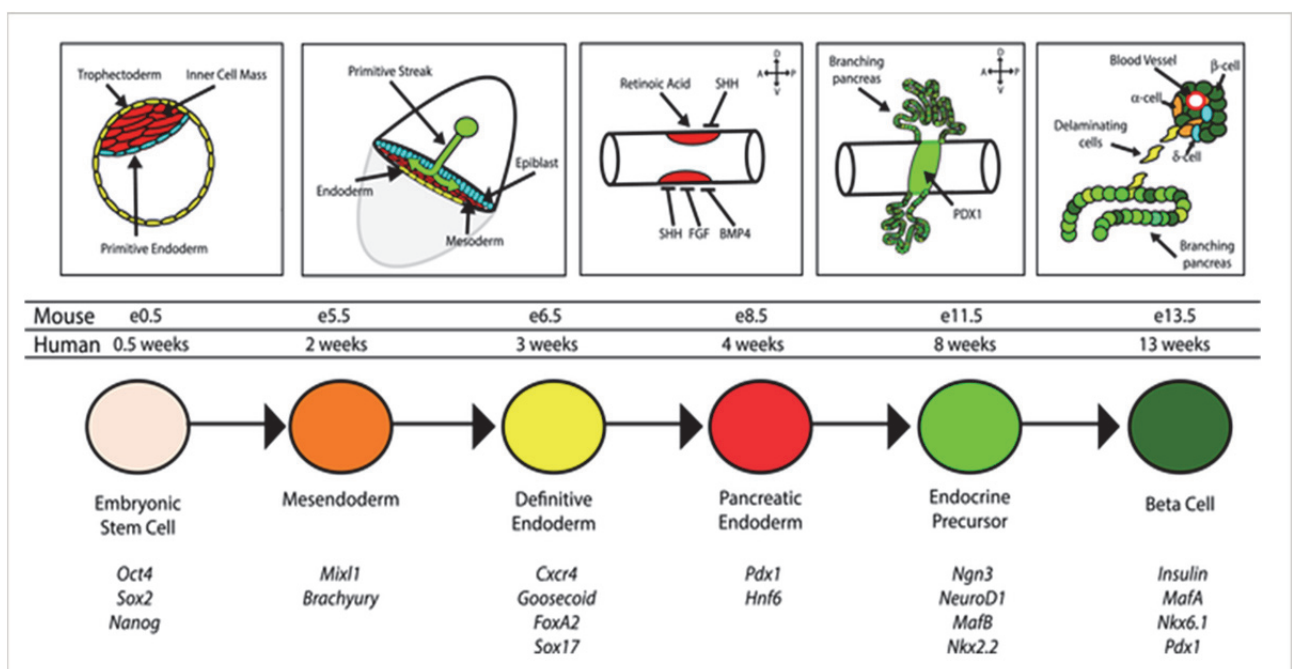 Trophectoderm
Inner Cell Mass
Primitive Endoderm
Primitive Streak
Epiblast
Endoderm
Mesoderm
Retinoic Acid
SHH
D
A
P
V
SHH
FGF
BMP4
Branching
pancreas
D
A
P
V
PDX1
Blood Vessel
β-cell
α-cell
Delaminating
cells
δ-cell
Branching
pancreas
Mouse e0.5 e5.5 e6.5 e8.5 e11.5 e13.5
Human 0.5 weeks 2 weeks 3 weeks 4 weeks 8 weeks 13 weeks
Embryonic
Stem Cell
Mesendoderm
Definitive
Endoderm
Pancreatic
Endoderm
Endocrine
Precursor
Beta Cell
Oct4
Sox2
Nanog
Mixl1
Brachyury
Cxcr4
Goosecoid
FoxA2
Sox17
Pdx1
Hnf6
Ngn3
NeuroD1
MafB
Nkx2.2
Insulin
MafA
Nkx6.1
Pdx1